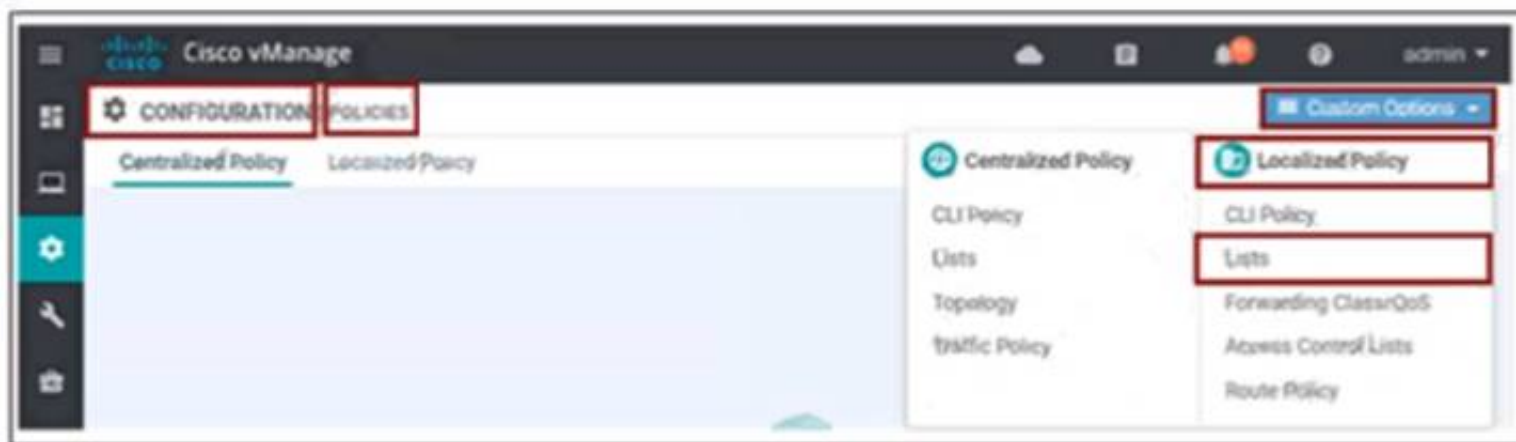 cisco Cisco vManage admin
CONFIGURATION POLICIES Custom Options
Centralized Policy Localized Policy
Centralized Policy
CLI Policy
Lists
Topology
Traffic Policy
Localized Policy
CLI Policy
Lists
Forwarding Class/QoS
Access Control Lists
Route Policy